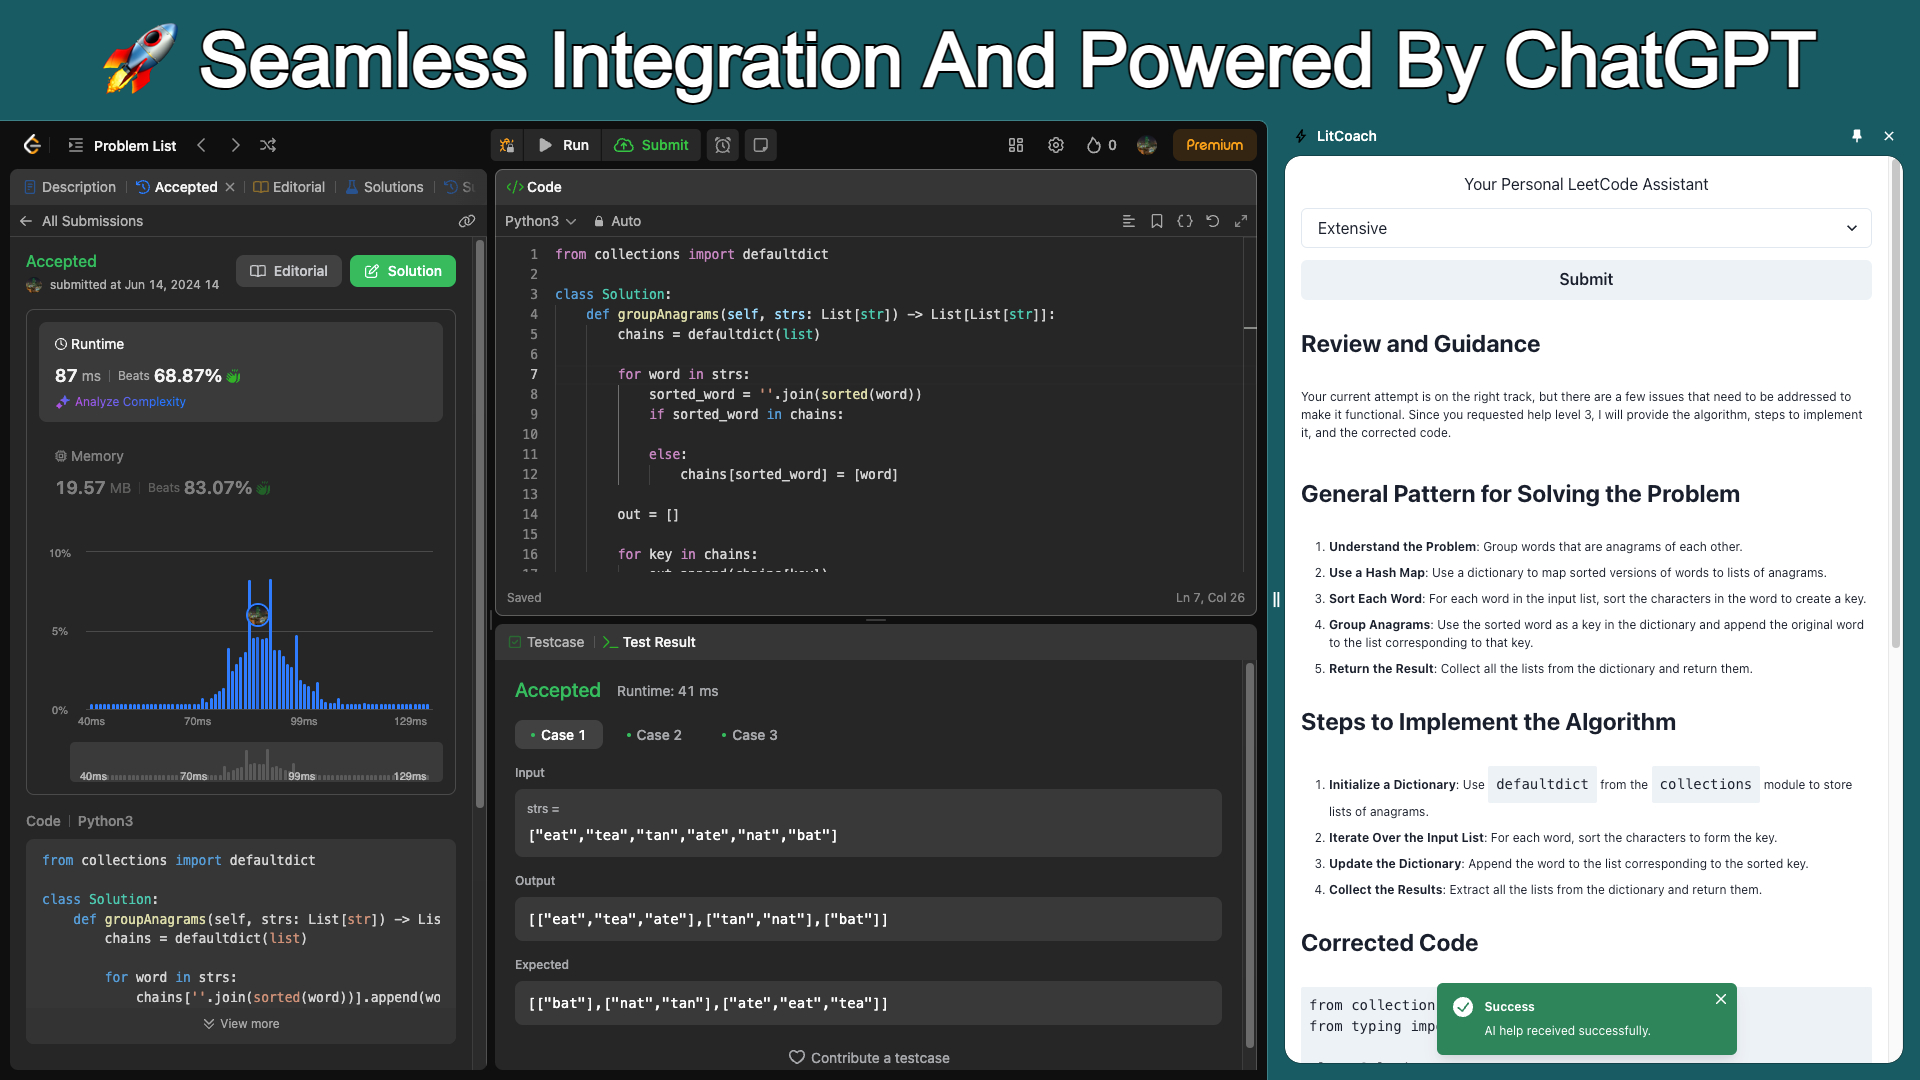 🚀 Seamless Integration And Powered By ChatGPT
Problem List
Run
Submit
0
Premium
Description
Accepted
Editorial
Solutions
All Submissions
Accepted
submitted at Jun 14, 2024 14
Editorial
Solution
Runtime
87 ms | Beats 68.87%
Analyze Complexity
Memory
19.57 MB | Beats 83.07%
10%
5%
0%
40ms 70ms 99ms 129ms
40ms 70ms 99ms 129ms
Code | Python3
from collections import defaultdict
class Solution:
def groupAnagrams(self, strs: List[str]) -> Lis
chains = defaultdict(list)
for word in strs:
chains[''.join(sorted(word))].append(wo
View more
</> Code
Python3
Auto
1 from collections import defaultdict
2
3 class Solution:
4 def groupAnagrams(self, strs: List[str]) -> List[List[str]]:
5 chains = defaultdict(list)
6
7 for word in strs:
8 sorted_word = ''.join(sorted(word))
9 if sorted_word in chains:
10
11 else:
12 chains[sorted_word] = [word]
13
14 out = []
15
16 for key in chains:
17 out.append(chains[key])
Saved
Ln 7, Col 26
Testcase
Test Result
Accepted
Runtime: 41 ms
Case 1
Case 2
Case 3
Input
strs =
["eat","tea","tan","ate","nat","bat"]
Output
[["eat","tea","ate"],["tan","nat"],["bat"]]
Expected
[["bat"],["nat","tan"],["ate","eat","tea"]]
Contribute a testcase
LitCoach
Your Personal LeetCode Assistant
Extensive
Submit
Review and Guidance
Your current attempt is on the right track, but there are a few issues that need to be addressed to
make it functional. Since you requested help level 3, I will provide the algorithm, steps to implement
it, and the corrected code.
General Pattern for Solving the Problem
1. Understand the Problem: Group words that are anagrams of each other.
2. Use a Hash Map: Use a dictionary to map sorted versions of words to lists of anagrams.
3. Sort Each Word: For each word in the input list, sort the characters in the word to create a key.
4. Group Anagrams: Use the sorted word as a key in the dictionary and append the original word
to the list corresponding to that key.
5. Return the Result: Collect all the lists from the dictionary and return them.
Steps to Implement the Algorithm
1. Initialize a Dictionary: Use defaultdict from the collections module to store
lists of anagrams.
2. Iterate Over the Input List: For each word, sort the characters to form the key.
3. Update the Dictionary: Append the word to the list corresponding to the sorted key.
4. Collect the Results: Extract all the lists from the dictionary and return them.
Corrected Code
from collection
from typing imp
Success
AI help received successfully.